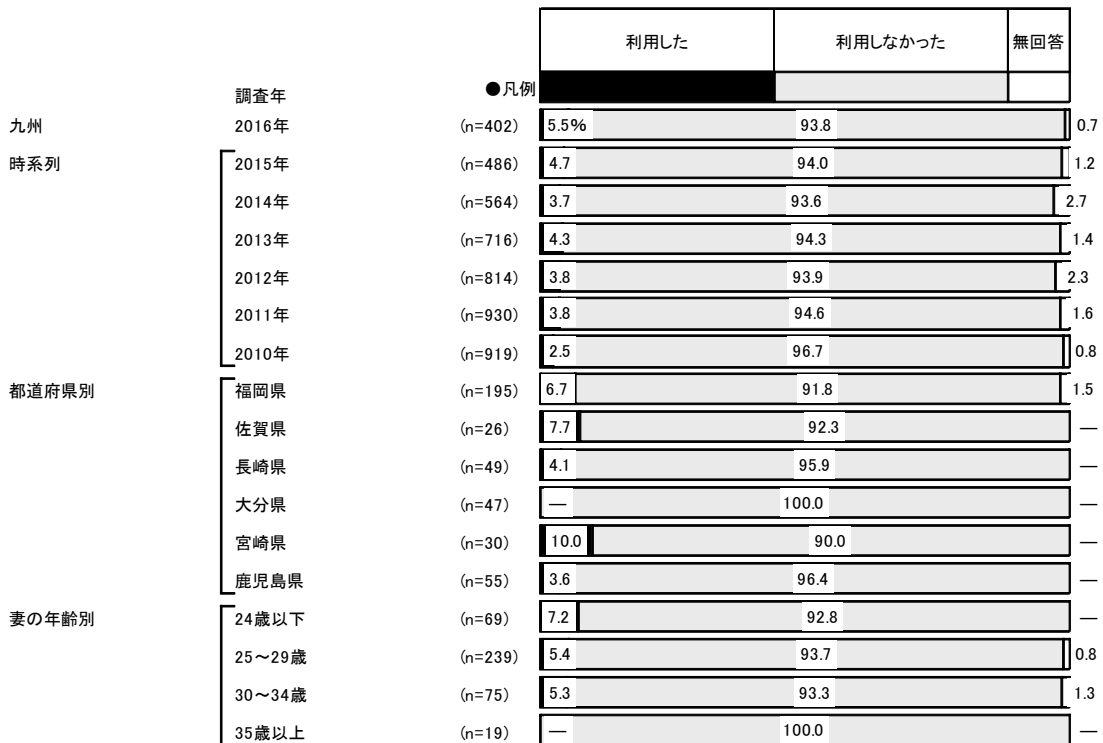 利用した 利用しなかった 無回答
調査年 ●凡例
九州 2016年 (n=402) 5.5% 93.8 0.7
時系列 2015年 (n=486) 4.7 94.0 1.2
2014年 (n=564) 3.7 93.6 2.7
2013年 (n=716) 4.3 94.3 1.4
2012年 (n=814) 3.8 93.9 2.3
2011年 (n=930) 3.8 94.6 1.6
2010年 (n=919) 2.5 96.7 0.8
都道府県別 福岡県 (n=195) 6.7 91.8 1.5
佐賀県 (n=26) 7.7 92.3 ―
長崎県 (n=49) 4.1 95.9 ―
大分県 (n=47) ― 100.0 ―
宮崎県 (n=30) 10.0 90.0 ―
鹿児島県 (n=55) 3.6 96.4 ―
妻の年齢別 24歳以下 (n=69) 7.2 92.8 ―
25～29歳 (n=239) 5.4 93.7 0.8
30～34歳 (n=75) 5.3 93.3 1.3
35歳以上 (n=19) ― 100.0 ―